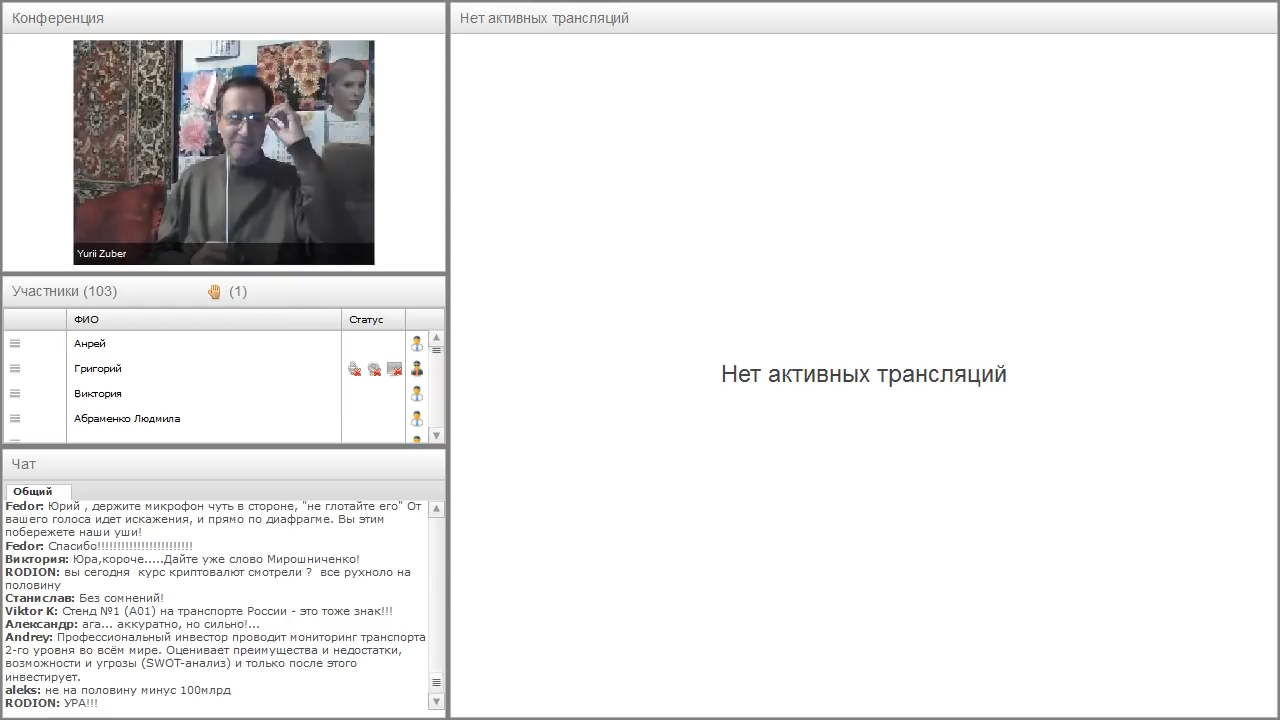 Конференция
Yurii Zuber
Участники (103)
(1)
ФИО
Статус
Анрей
Григорий
Виктория
Абраменко Людмила
Чат
Общий
Fedor: Юрий , держите микрофон чуть в стороне, "не глотайте его" От
вашего голоса идет искажения, и прямо по диафрагме. Вы этим
побережете наши уши!
Fedor: Спасибо!!!!!!!!!!!!!!!!!!!!!!!!
Виктория: Юра,короче.....Дайте уже слово Мирошниченко!
RODION: вы сегодня  курс криптовалют смотрели ?  все рухноло на
половину
Станислав: Без сомнений!
Viktor K: Стенд №1 (А01) на транспорте России - это тоже знак!!!
Александр: ага... аккуратно, но сильно!...
Andrey: Профессиональный инвестор проводит мониторинг транспорта
2-го уровня во всём мире. Оценивает преимущества и недостатки,
возможности и угрозы (SWOT-анализ) и только после этого
инвестирует.
aleks: не на половину минус 100млрд
RODION: УРА!!!
Нет активных трансляций
Нет активных трансляций